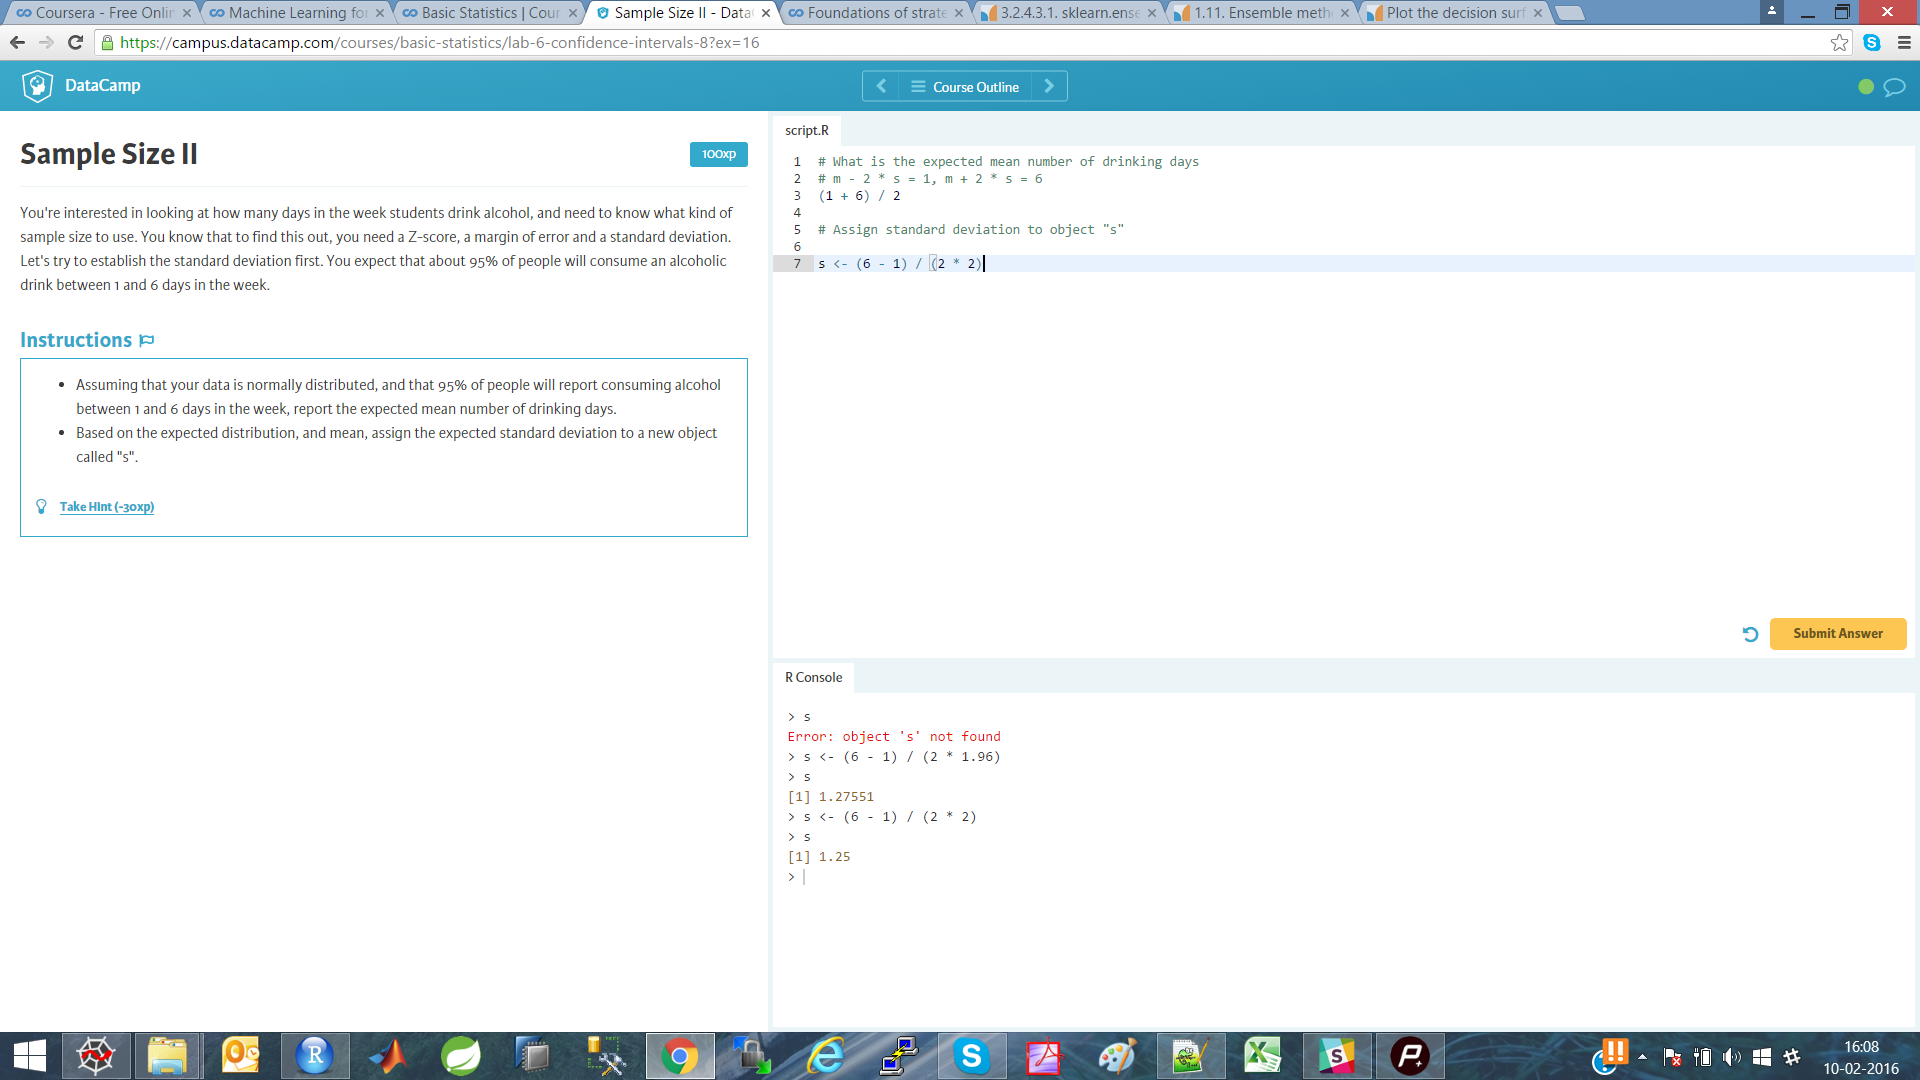 Coursera - Free Onlin
Machine Learning fo
Basic Statistics | Cour
Sample Size II - Data
Foundations of strate
3.2.4.3.1. sklearn.ense
1.11. Ensemble meth
Plot the decision surf
https://campus.datacamp.com/courses/basic-statistics/lab-6-confidence-intervals-8?ex=16
DataCamp
Course Outline
Sample Size II
100xp
You're interested in looking at how many days in the week students drink alcohol, and need to know what kind of
sample size to use. You know that to find this out, you need a Z-score, a margin of error and a standard deviation.
Let's try to establish the standard deviation first. You expect that about 95% of people will consume an alcoholic
drink between 1 and 6 days in the week.
Instructions
• Assuming that your data is normally distributed, and that 95% of people will report consuming alcohol
between 1 and 6 days in the week, report the expected mean number of drinking days.
• Based on the expected distribution, and mean, assign the expected standard deviation to a new object
called "s".
Take Hint (-30xp)
script.R
1 # What is the expected mean number of drinking days
2 # m - 2 * s = 1, m + 2 * s = 6
3 (1 + 6) / 2
4
5 # Assign standard deviation to object "s"
6
7 s <- (6 - 1) / (2 * 2)
Submit Answer
R Console
> s
Error: object 's' not found
> s <- (6 - 1) / (2 * 1.96)
> s
[1] 1.27551
> s <- (6 - 1) / (2 * 2)
> s
[1] 1.25
>
16:08
10-02-2016